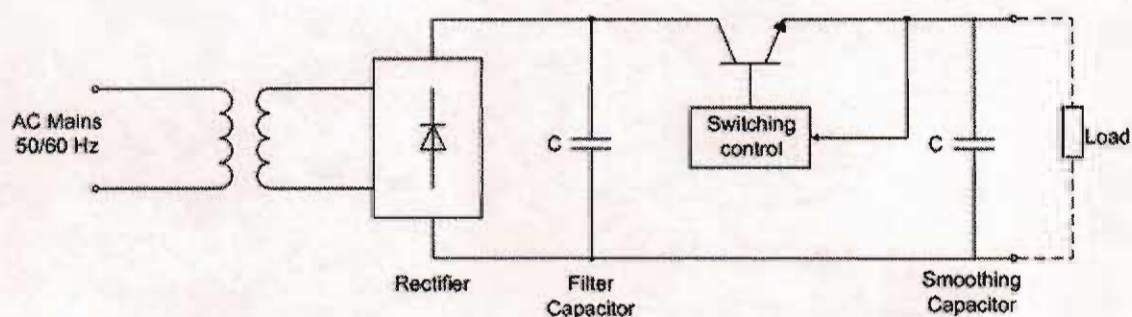 AC Mains
50/60 Hz
Rectifier
C
Filter
Capacitor
Switching
control
C
Smoothing
Capacitor
Load